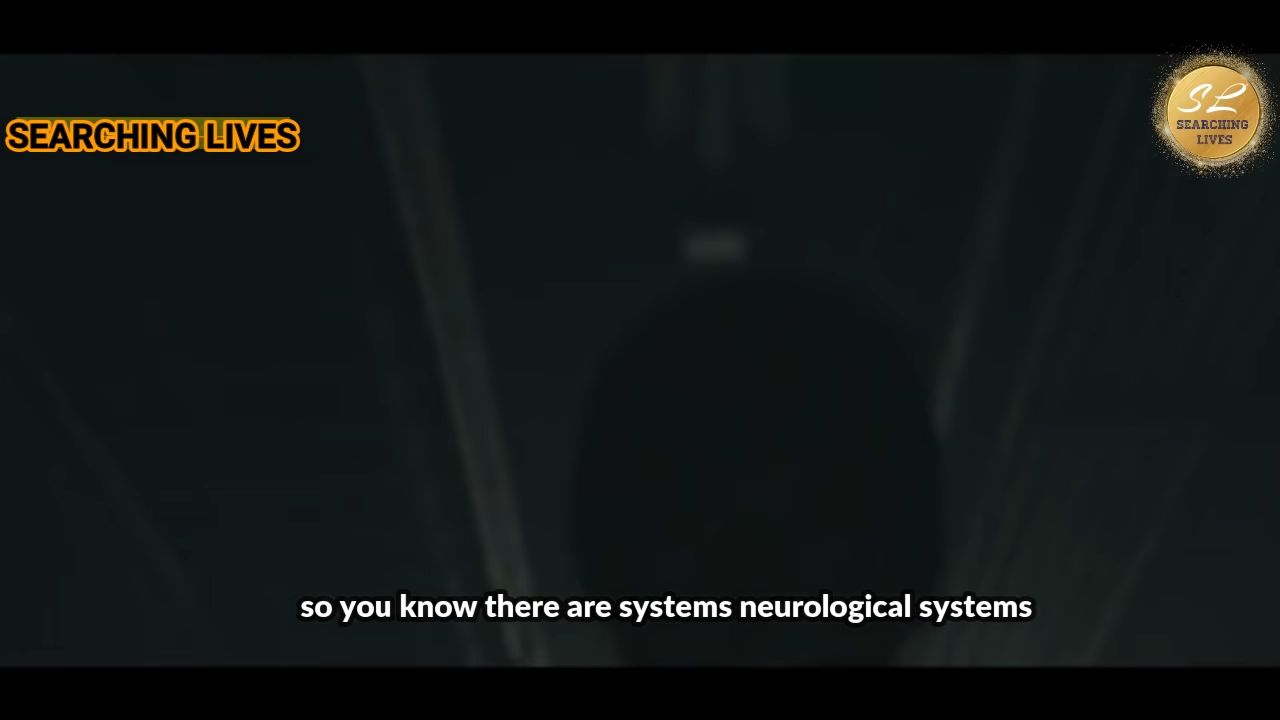 SEARCHING LIVES
SL
SEARCHING
LIVES
so you know there are systems neurological systems